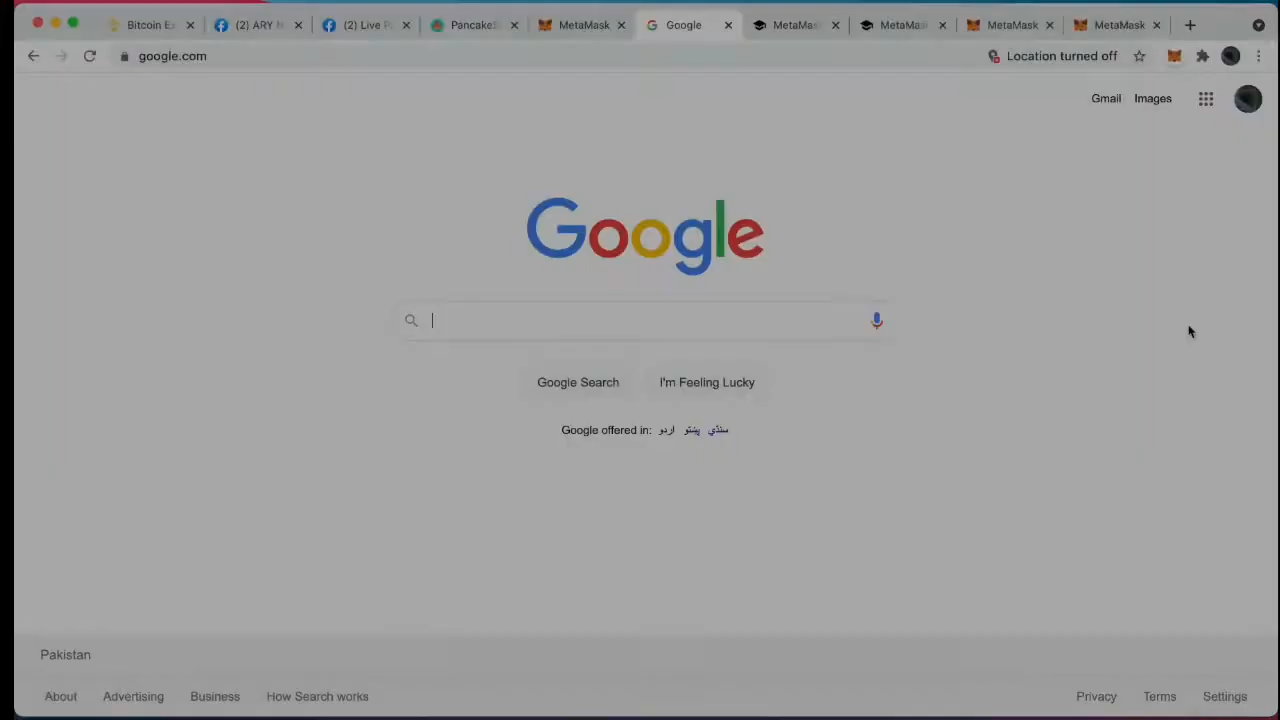 Bitcoin Ex
(2) ARY N
(2) Live P
PancakeS
MetaMask
Google
MetaMas
MetaMask
MetaMask
MetaMask
google.com
Location turned off
Gmail
Images
Google
Google Search
I'm Feeling Lucky
Google offered in: اردو پښتو سنڌي
Pakistan
About
Advertising
Business
How Search works
Privacy
Terms
Settings